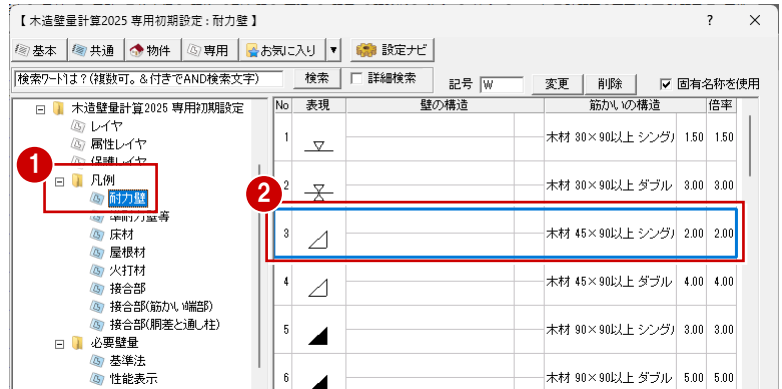 【 木造壁量計算2025 専用初期設定 : 耐力壁 】 ? ×
基本 共通 物件 専用 お気に入り ▼ 設定ナビ
検索ワードは？(複数可。＆付きでAND検索文字) 検索 詳細検索 記号 W 変更 削除 固有名称を使用
木造壁量計算2025 専用初期設定
レイヤ
属性レイヤ
保護レイヤ
1
凡例
耐力壁
準耐力壁等
床材
屋根材
火打材
接合部
接合部(筋かい端部)
接合部(胴差と通し柱)
必要壁量
基準法
性能表示
No 表現 壁の構造 筋かいの構造 倍率
1 木材 30×90以上 シングル 1.50 1.50
2
2 木材 30×90以上 ダブル 3.00 3.00
3 木材 45×90以上 シングル 2.00 2.00
4 木材 45×90以上 ダブル 4.00 4.00
5 木材 90×90以上 シングル 3.00 3.00
6 木材 90×90以上 ダブル 5.00 5.00